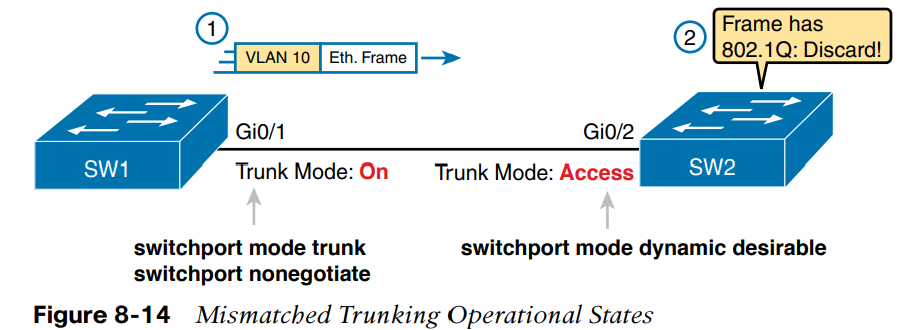 1
VLAN 10 Eth. Frame
2
Frame has
802.1Q: Discard!
SW1
Gi0/1
Gi0/2
SW2
Trunk Mode: On
Trunk Mode: Access
switchport mode trunk
switchport nonegotiate
switchport mode dynamic desirable
Figure 8-14 Mismatched Trunking Operational States